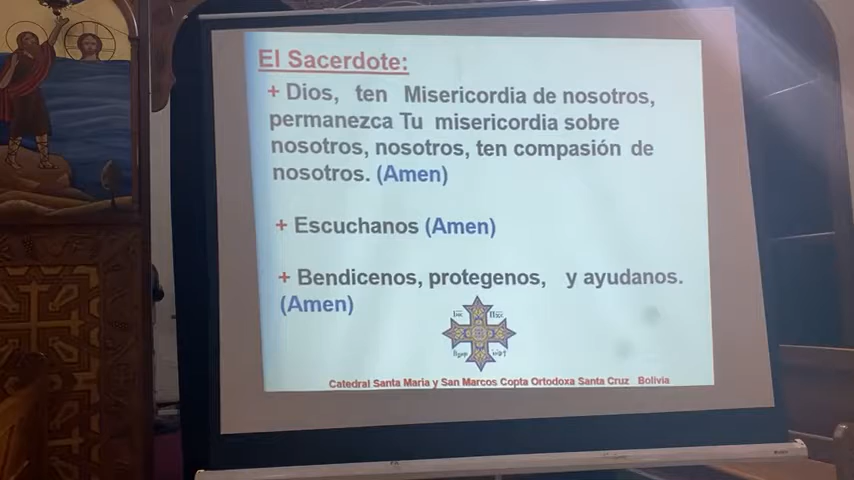 El Sacerdote:
+ Dios, ten Misericordia de nosotros,
permanezca Tu misericordia sobre
nosotros, nosotros, ten compasión de
nosotros. (Amen)
+ Escuchanos (Amen)
+ Bendicenos, protegenos, y ayudanos.
(Amen)
Catedral Santa Maria y San Marcos Copta Ortodoxa Santa Cruz Bolivia